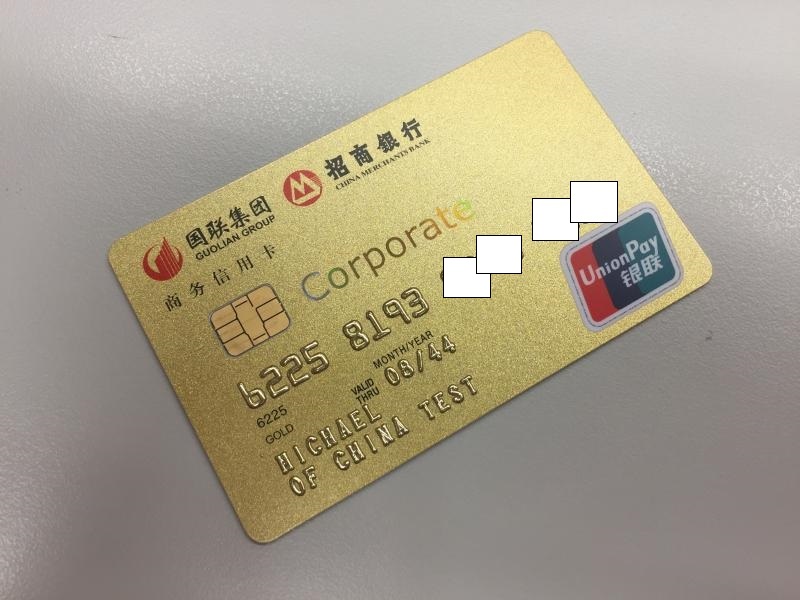 招商银行
CHINA MERCHANTS BANK
国联集团
GUOLIAN GROUP
商务信用卡
Corporate
UnionPay
银联
6225 8193
6225
MONTH/YEAR
VALID
THRU
08/44
GOLD
MICHAEL
OF CHINA TEST